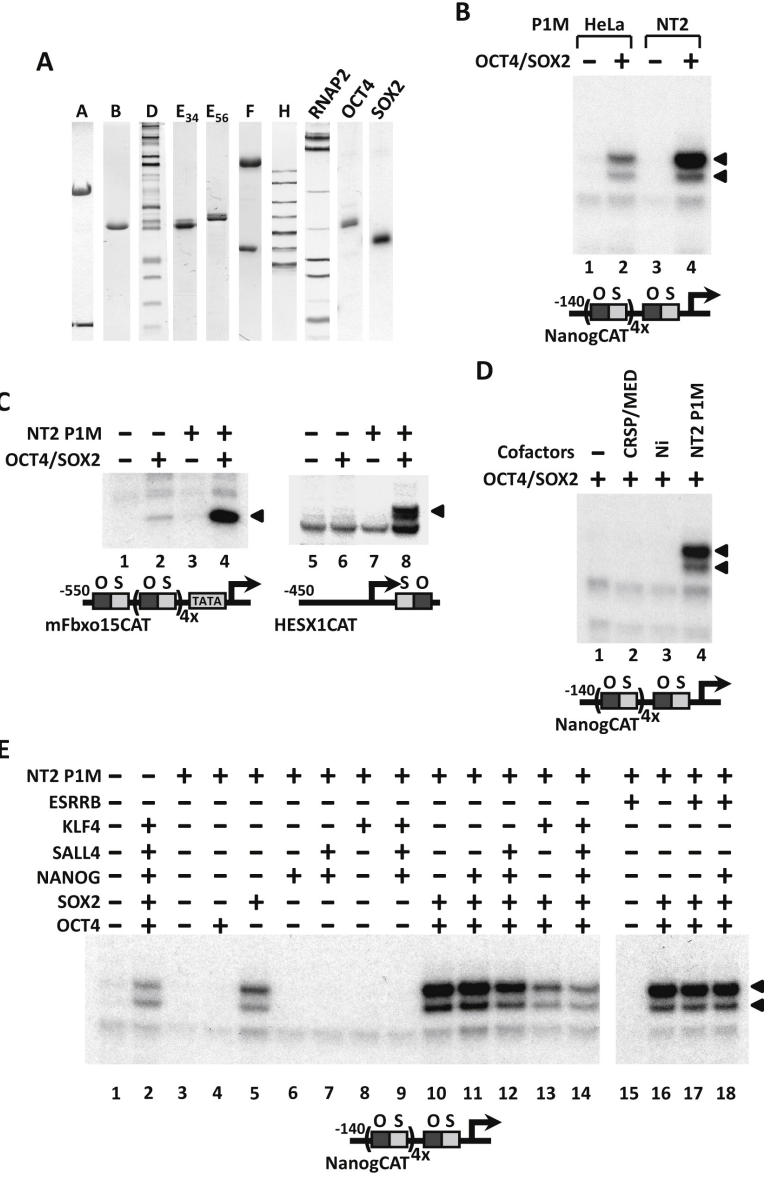 A
A B D E34 E56 F H RNAP2 OCT4 SOX2
B
P1M HeLa NT2
OCT4/SOX2 – + – +
1 2 3 4
-140 ( O S ) 4x O S
NanogCAT
C
NT2 P1M – – + + – – + +
OCT4/SOX2 – + – + – + – +
1 2 3 4 5 6 7 8
-550 O S ( O S ) 4x TATA
mFbxo15CAT
-450 S O
HESX1CAT
D
Cofactors – CRSP/MED Ni NT2 P1M
OCT4/SOX2 + + + +
1 2 3 4
-140 ( O S ) 4x O S
NanogCAT
E
NT2 P1M – – + + + + + + + + + + + + + + + +
ESRRB – – – – – – – – – – – – – – + – + +
KLF4 – + – – – – – + + – – – + + – – – –
SALL4 – + – – – – + – + – – + – + – – – –
NANOG – + – – – + + – + – + + – + – – – +
SOX2 – + – – + – – – – + + + + + – + + +
OCT4 – + – + – – – – – + + + + + – + + +
1 2 3 4 5 6 7 8 9 10 11 12 13 14 15 16 17 18
-140 ( O S ) 4x O S
NanogCAT